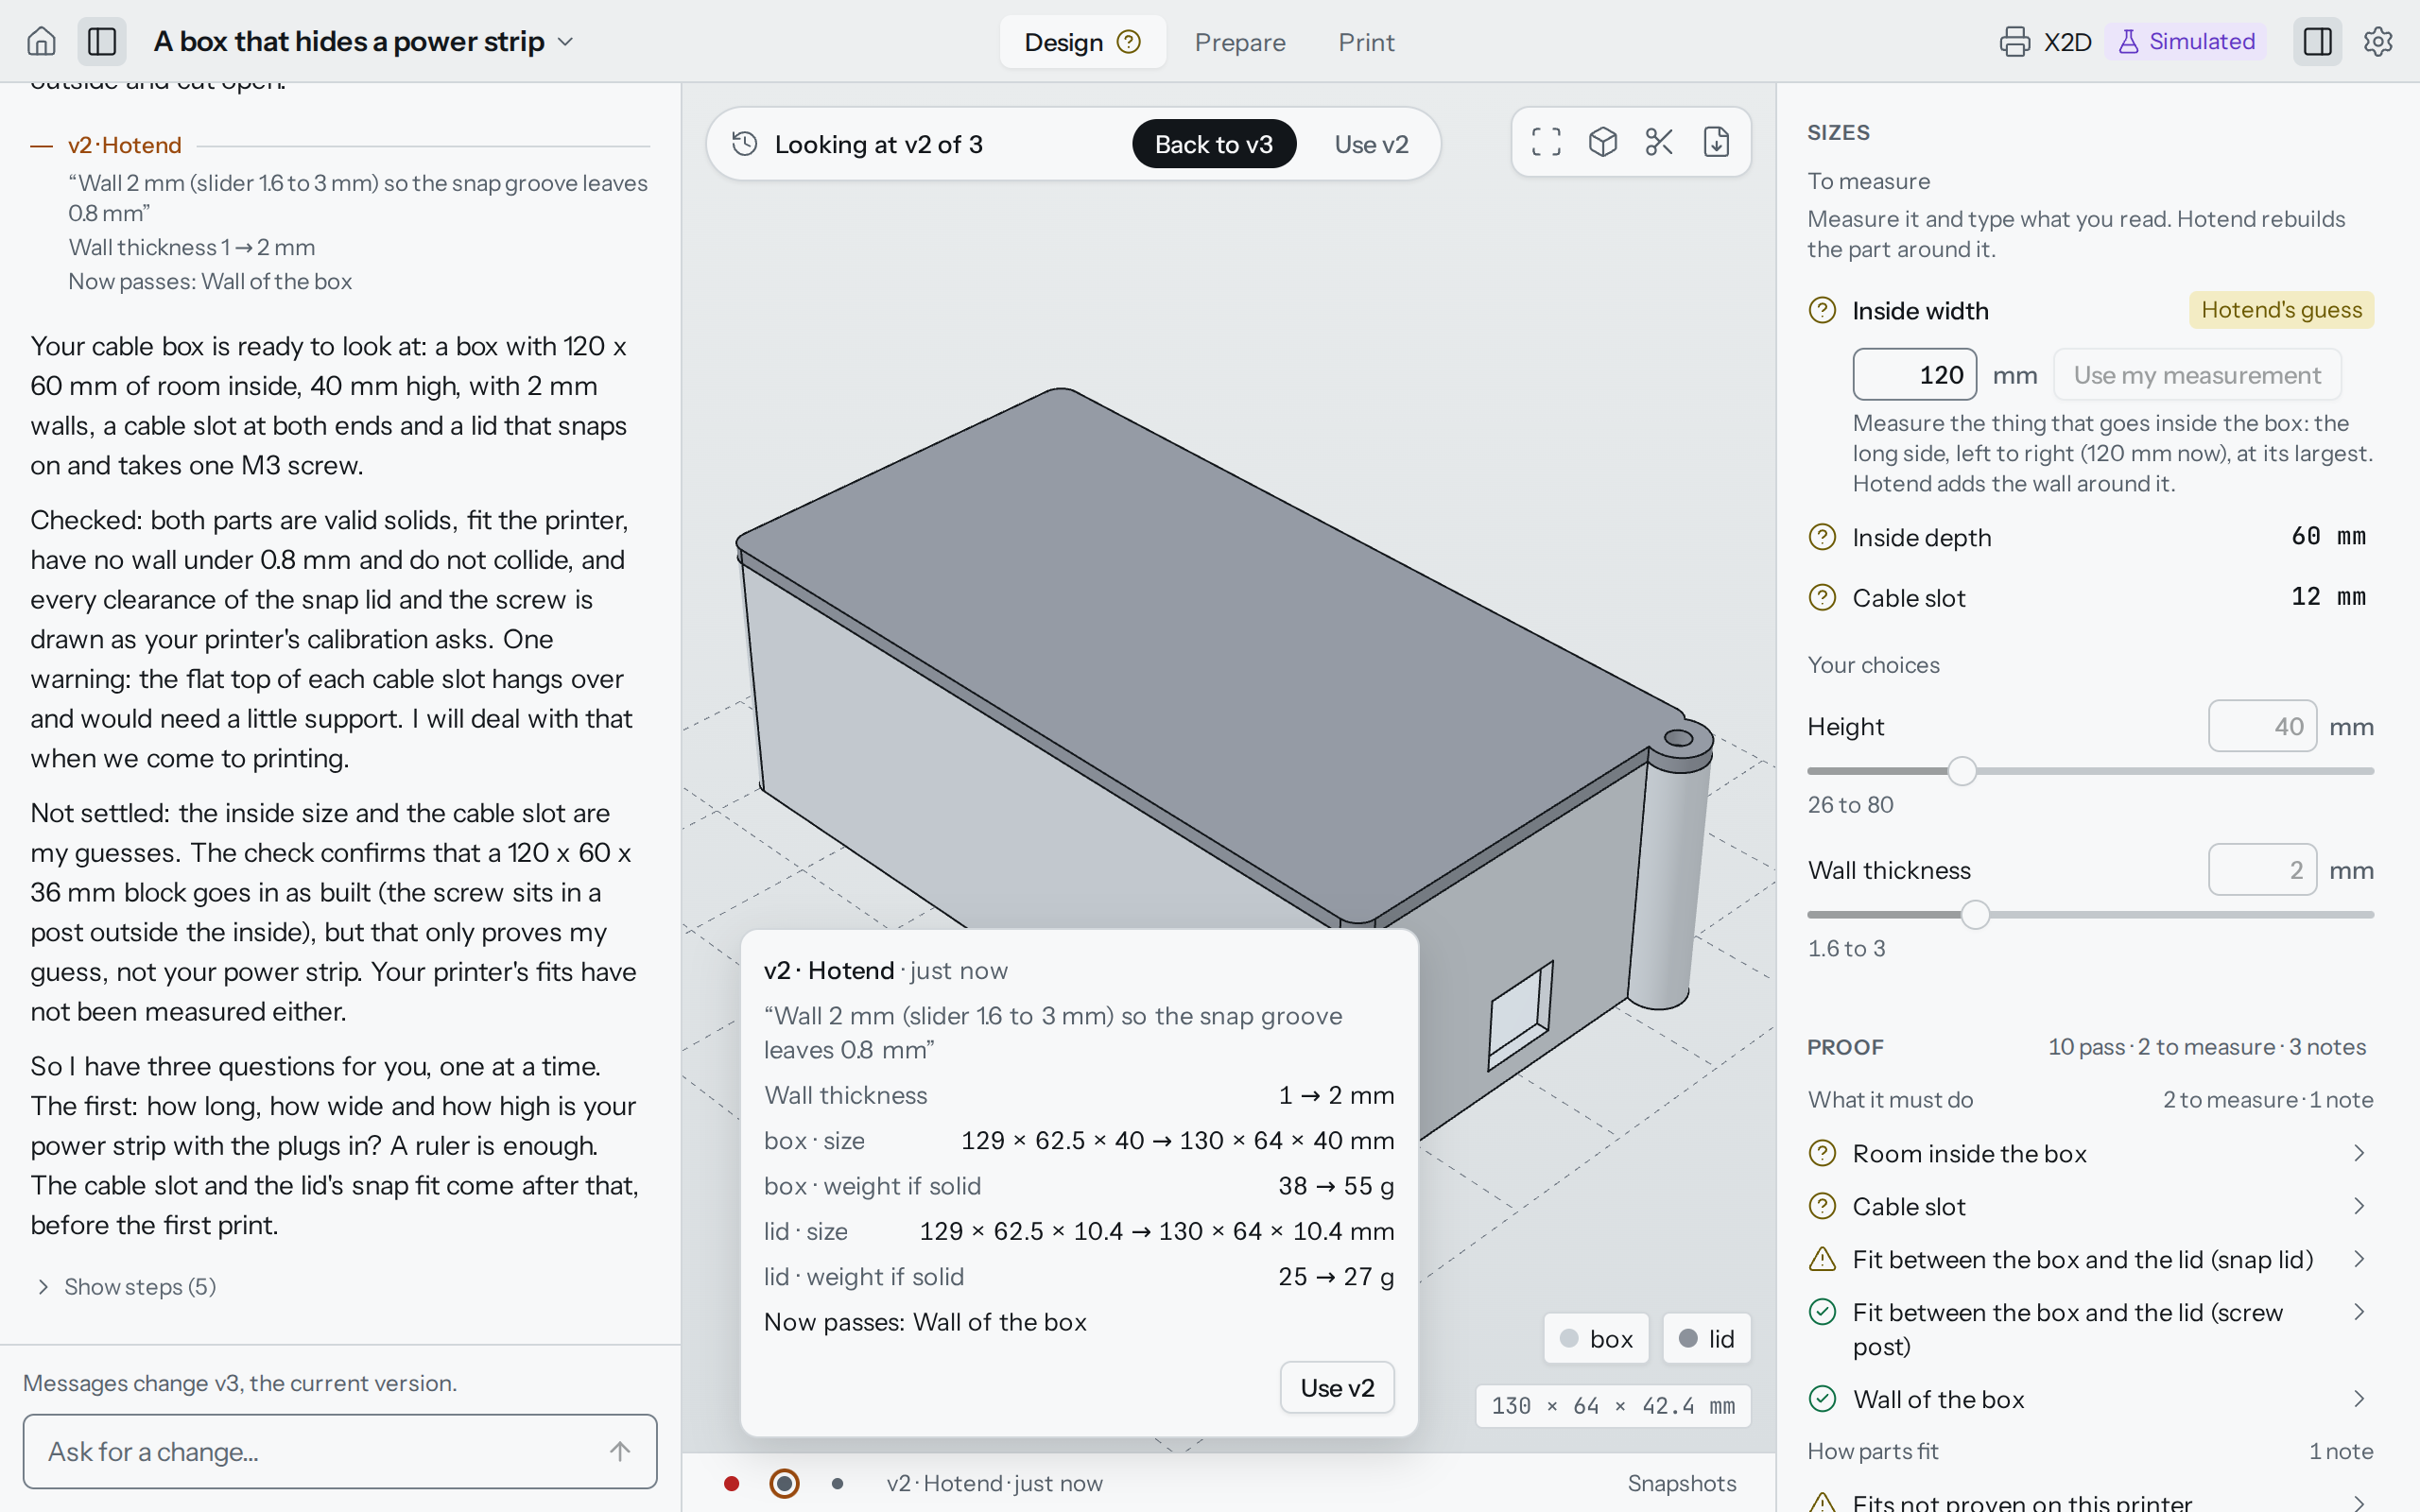 A box that hides a power strip
Design
Prepare
Print
X2D
Simulated
outside and cut open.
v2 · Hotend
“Wall 2 mm (slider 1.6 to 3 mm) so the snap groove leaves
0.8 mm”
Wall thickness 1 → 2 mm
Now passes: Wall of the box
Your cable box is ready to look at: a box with 120 x
60 mm of room inside, 40 mm high, with 2 mm
walls, a cable slot at both ends and a lid that snaps
on and takes one M3 screw.
Checked: both parts are valid solids, fit the printer,
have no wall under 0.8 mm and do not collide, and
every clearance of the snap lid and the screw is
drawn as your printer's calibration asks. One
warning: the flat top of each cable slot hangs over
and would need a little support. I will deal with that
when we come to printing.
Not settled: the inside size and the cable slot are
my guesses. The check confirms that a 120 x 60 x
36 mm block goes in as built (the screw sits in a
post outside the inside), but that only proves my
guess, not your power strip. Your printer's fits have
not been measured either.
So I have three questions for you, one at a time.
The first: how long, how wide and how high is your
power strip with the plugs in? A ruler is enough.
The cable slot and the lid's snap fit come after that,
before the first print.
Show steps (5)
Messages change v3, the current version.
Ask for a change...
Looking at v2 of 3
Back to v3
Use v2
v2 · Hotend · just now
“Wall 2 mm (slider 1.6 to 3 mm) so the snap groove
leaves 0.8 mm”
Wall thickness 1 → 2 mm
box · size 129 × 62.5 × 40 → 130 × 64 × 40 mm
box · weight if solid 38 → 55 g
lid · size 129 × 62.5 × 10.4 → 130 × 64 × 10.4 mm
lid · weight if solid 25 → 27 g
Now passes: Wall of the box
Use v2
box
lid
130 × 64 × 42.4 mm
v2 · Hotend · just now
Snapshots
SIZES
To measure
Measure it and type what you read. Hotend rebuilds
the part around it.
Inside width
Hotend's guess
120 mm
Use my measurement
Measure the thing that goes inside the box: the
long side, left to right (120 mm now), at its largest.
Hotend adds the wall around it.
Inside depth 60 mm
Cable slot 12 mm
Your choices
Height 40 mm
26 to 80
Wall thickness 2 mm
1.6 to 3
PROOF 10 pass · 2 to measure · 3 notes
What it must do 2 to measure · 1 note
Room inside the box
Cable slot
Fit between the box and the lid (snap lid)
Fit between the box and the lid (screw
post)
Wall of the box
How parts fit 1 note
Fits not proven on this printer